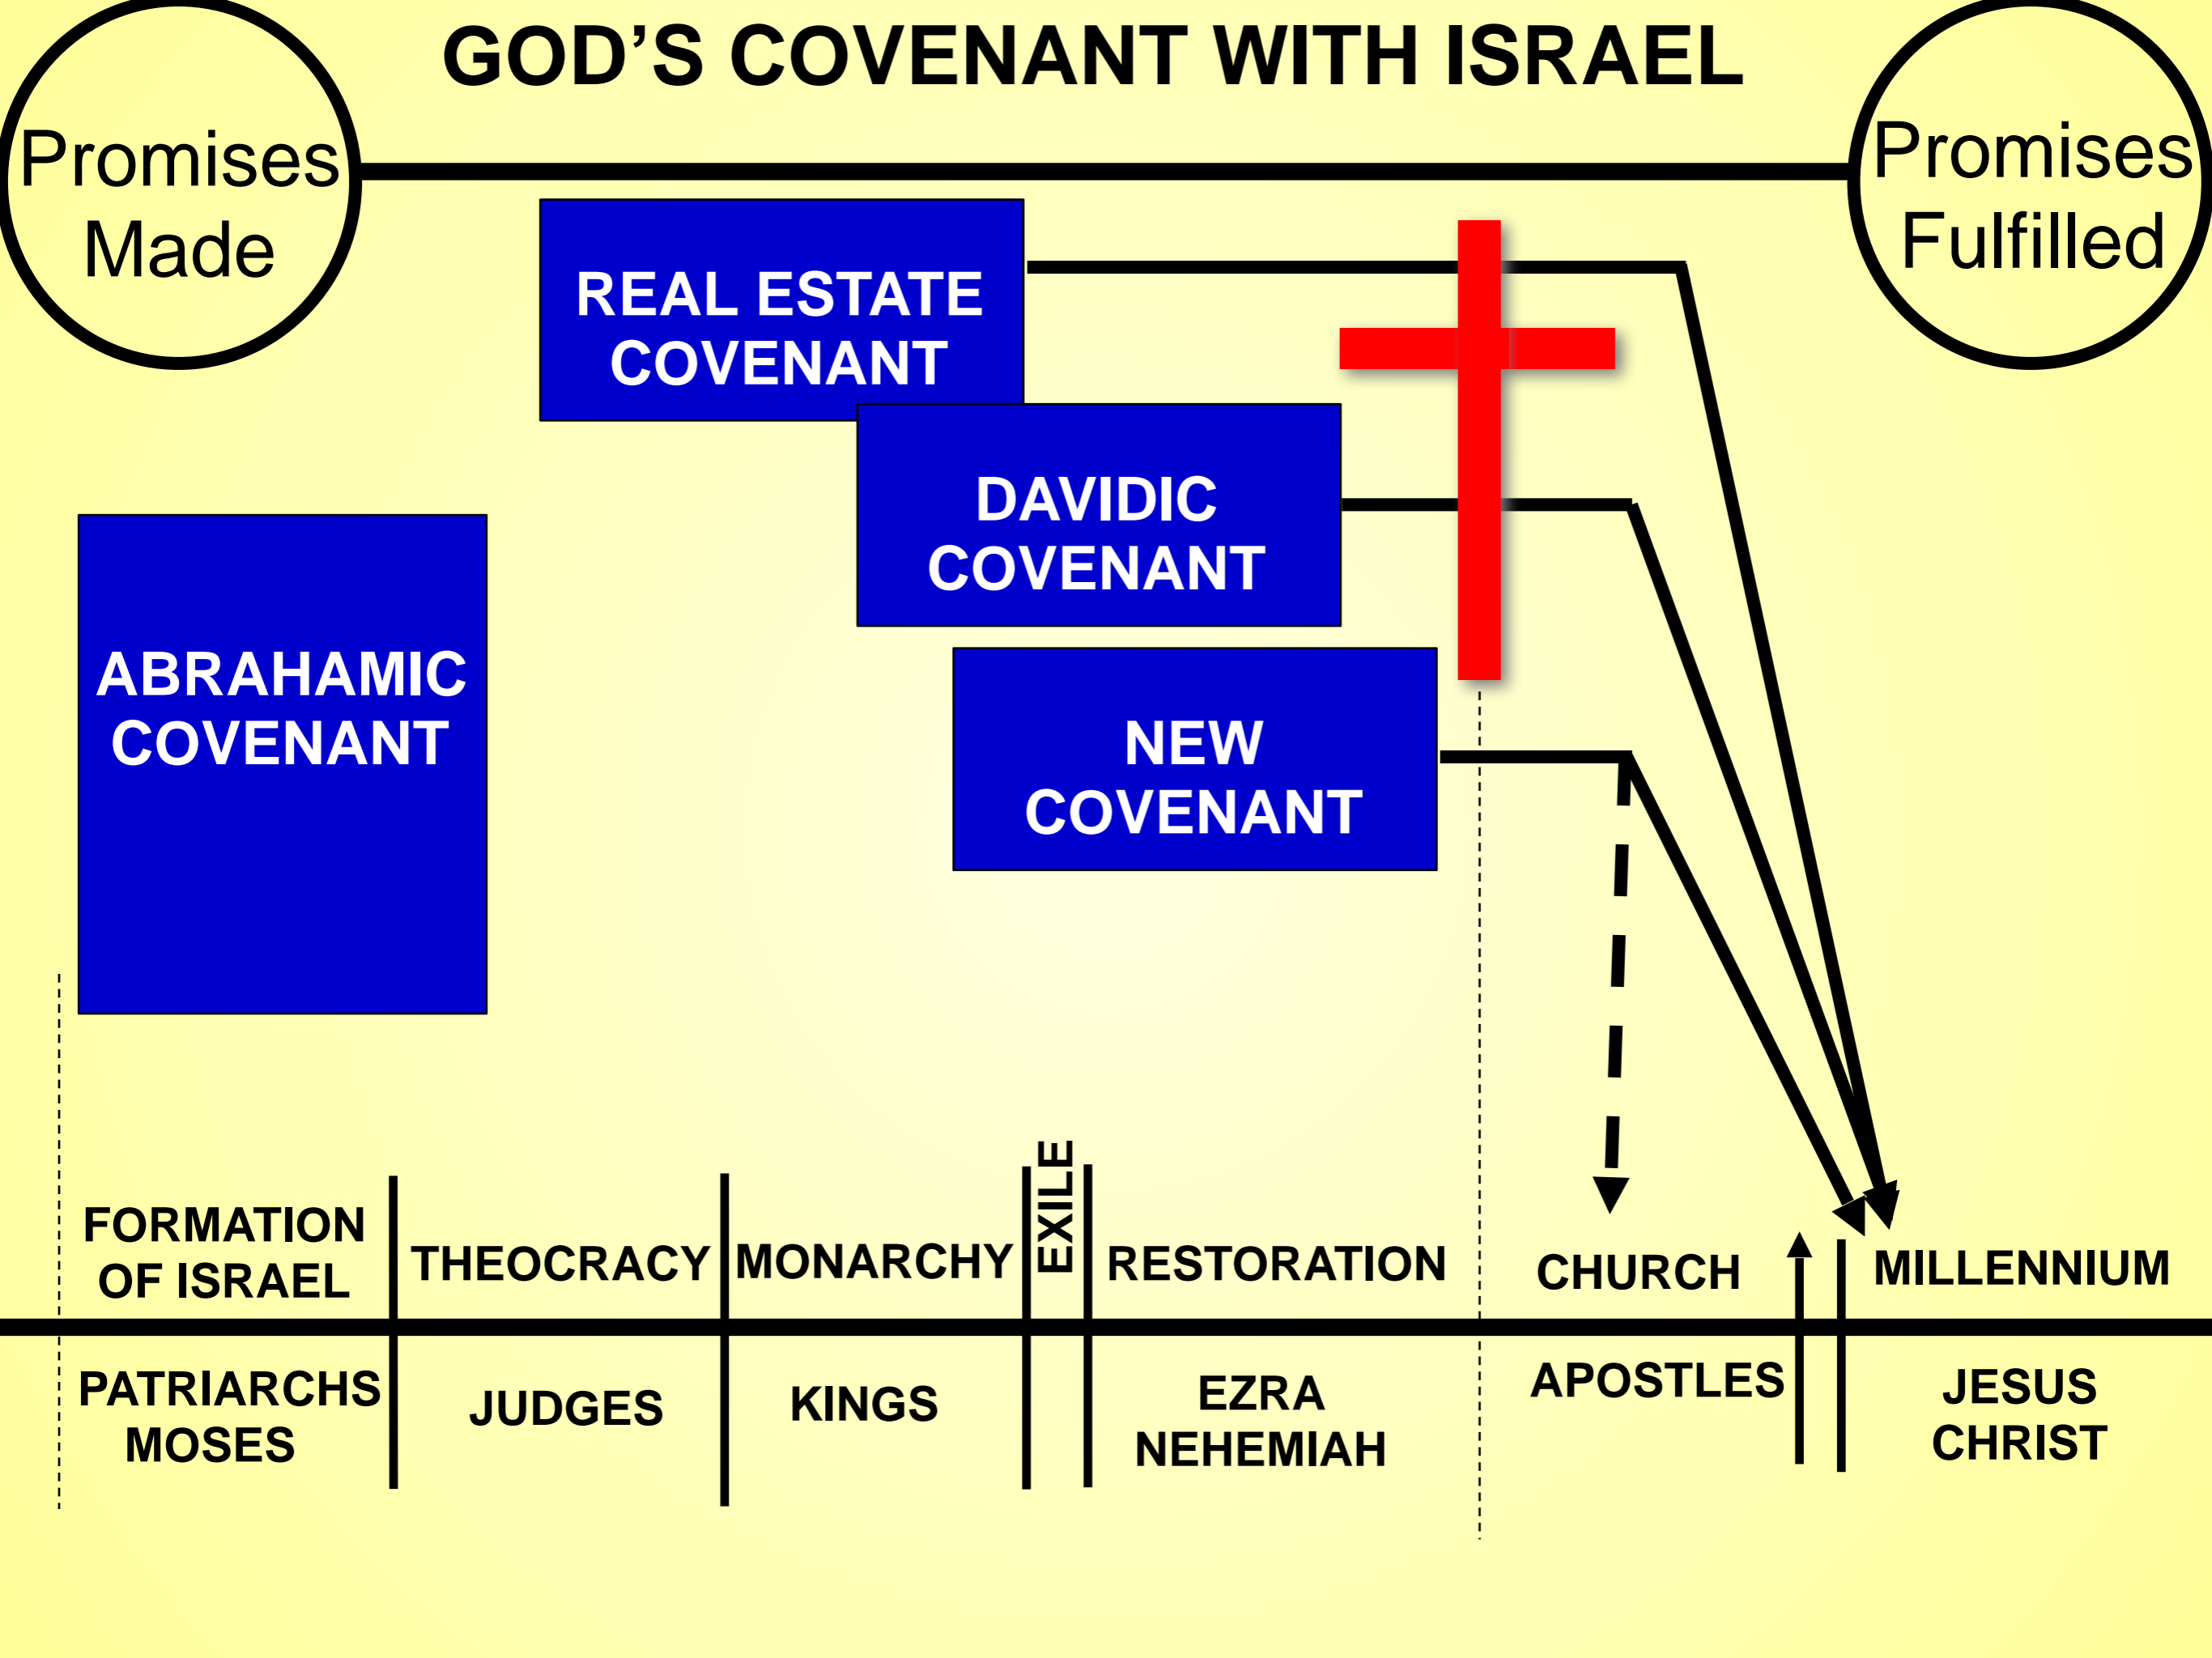 GOD’S COVENANT WITH ISRAEL
Promises
Made
Promises
Fulfilled
REAL ESTATE
COVENANT
DAVIDIC
COVENANT
ABRAHAMIC
COVENANT
NEW
COVENANT
FORMATION
OF ISRAEL
THEOCRACY
MONARCHY
EXILE
RESTORATION
CHURCH
MILLENNIUM
PATRIARCHS
MOSES
JUDGES
KINGS
EZRA
NEHEMIAH
APOSTLES
JESUS
CHRIST